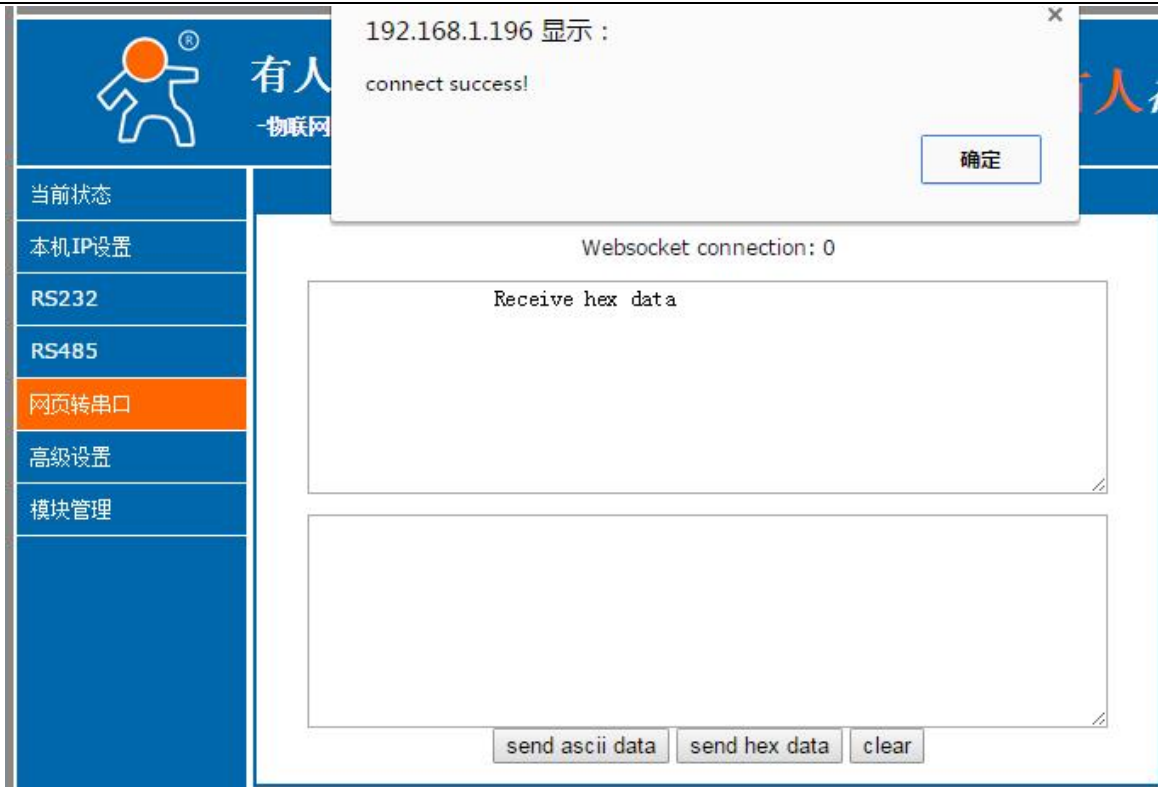 192.168.1.196 显示：
×
connect success!
确定
®
有人
-物联网
人
当前状态
本机IP设置
RS232
RS485
网页转串口
高级设置
模块管理
Websocket connection: 0
Receive hex data
send ascii data
send hex data
clear